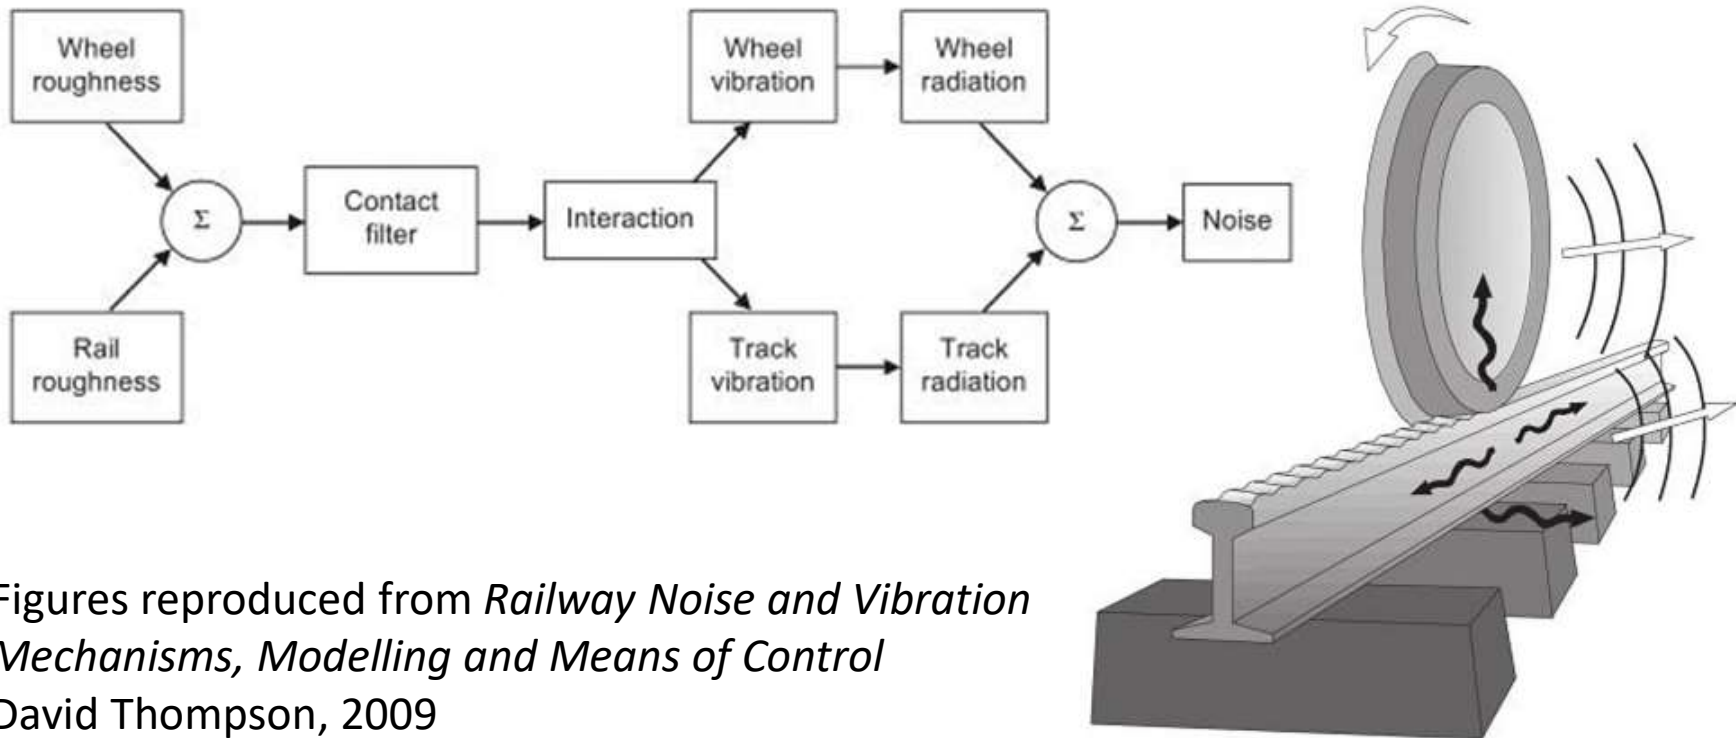 Wheel
roughness
Rail
roughness
Σ
Contact
filter
Interaction
Wheel
vibration
Wheel
radiation
Track
vibration
Track
radiation
Σ
Noise
Figures reproduced from Railway Noise and Vibration
Mechanisms, Modelling and Means of Control
David Thompson, 2009